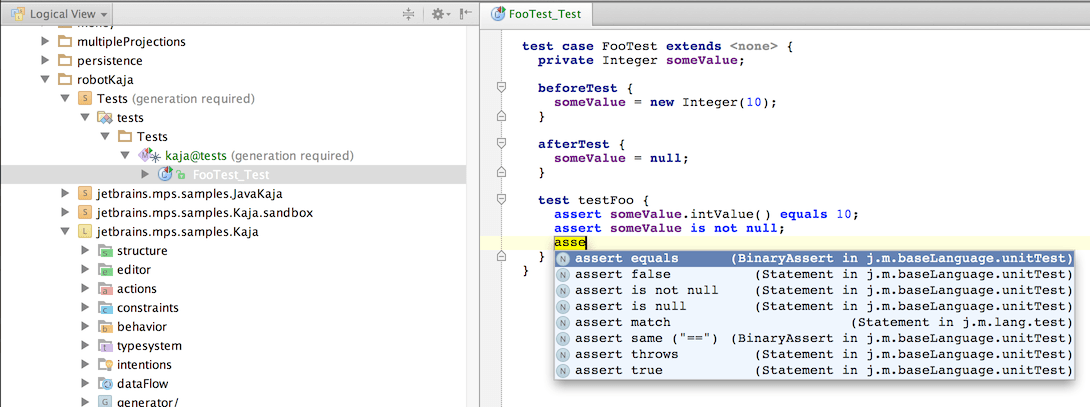 Logical View
multipleProjections
persistence
robotKaja
Tests (generation required)
tests
Tests
kaja@tests (generation required)
FooTest_Test
jetbrains.mps.samples.JavaKaja
jetbrains.mps.samples.Kaja.sandbox
jetbrains.mps.samples.Kaja
structure
editor
actions
constraints
behavior
typesystem
intentions
dataFlow
generator/
FooTest_Test
test case FooTest extends <none> {
private Integer someValue;
beforeTest {
someValue = new Integer(10);
}
afterTest {
someValue = null;
}
test testFoo {
assert someValue.intValue() equals 10;
assert someValue is not null;
asse
assert equals (BinaryAssert in j.m.baseLanguage.unitTest)
assert false (Statement in j.m.baseLanguage.unitTest)
assert is not null (Statement in j.m.baseLanguage.unitTest)
assert is null (Statement in j.m.baseLanguage.unitTest)
assert match (Statement in j.m.lang.test)
assert same ("==") (BinaryAssert in j.m.baseLanguage.unitTest)
assert throws (Statement in j.m.baseLanguage.unitTest)
assert true (Statement in j.m.baseLanguage.unitTest)
}
}